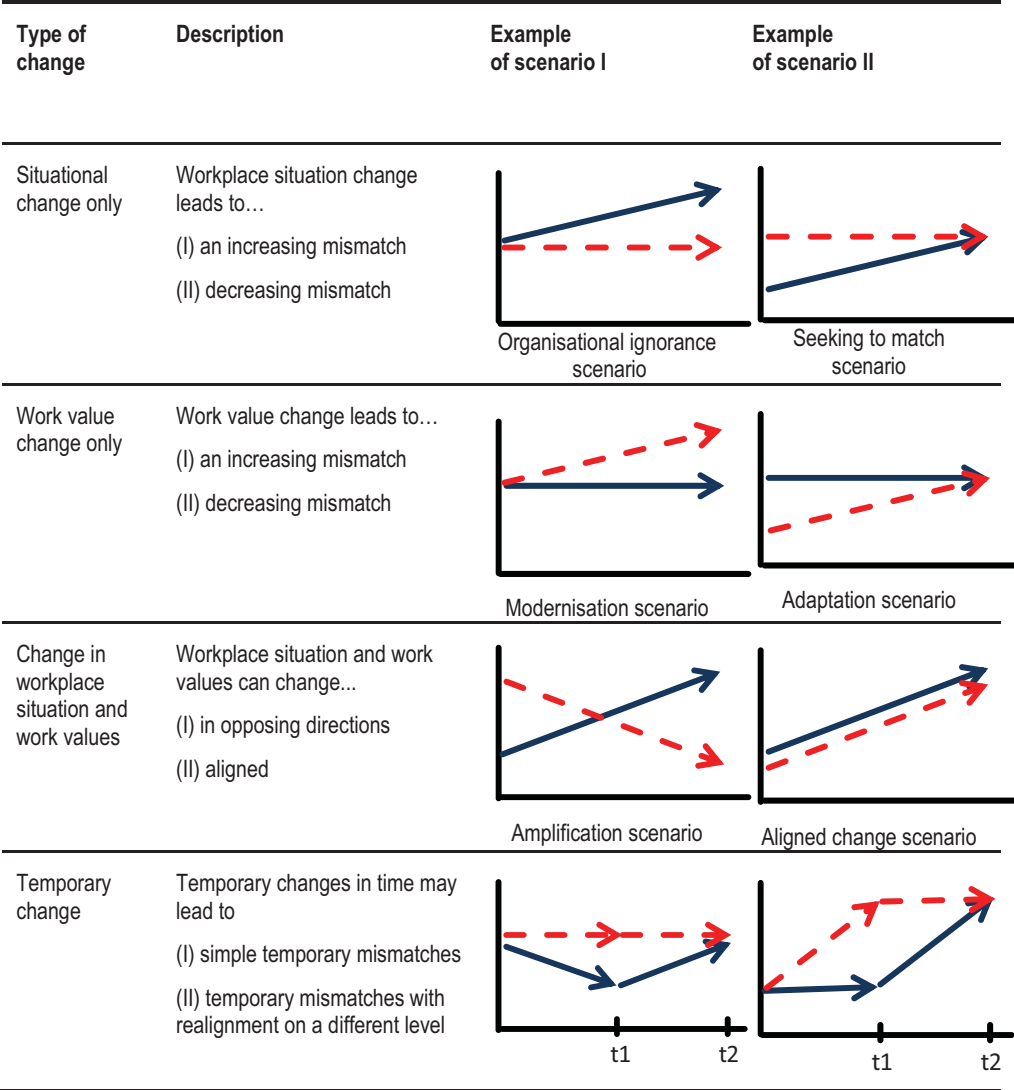 Type of
change
Description
Example
of scenario I
Example
of scenario II
Situational
change only
Workplace situation change
leads to…
(I) an increasing mismatch
(II) decreasing mismatch
Organisational ignorance
scenario
Seeking to match
scenario
Work value
change only
Work value change leads to…
(I) an increasing mismatch
(II) decreasing mismatch
Modernisation scenario
Adaptation scenario
Change in
workplace
situation and
work values
Workplace situation and work
values can change...
(I) in opposing directions
(II) aligned
Amplification scenario
Aligned change scenario
Temporary
change
Temporary changes in time may
lead to
(I) simple temporary mismatches
(II) temporary mismatches with
realignment on a different level
t1
t2
t1
t2